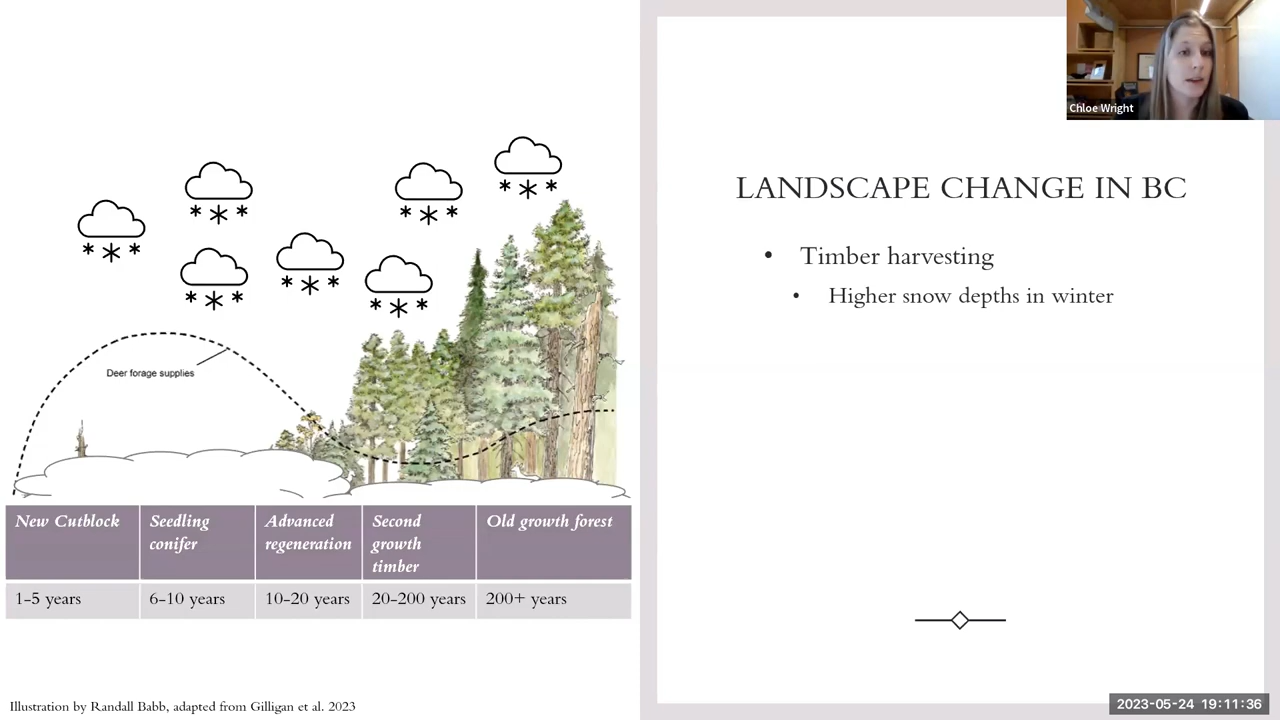 Chloe Wright
LANDSCAPE CHANGE IN BC
• Timber harvesting
• Higher snow depths in winter
Deer forage supplies
New Cutblock
Seedling
conifer
Advanced
regeneration
Second
growth
timber
Old growth forest
1-5 years
6-10 years
10-20 years
20-200 years
200+ years
Illustration by Randall Babb, adapted from Gilligan et al. 2023
2023-05-24 19:11:36